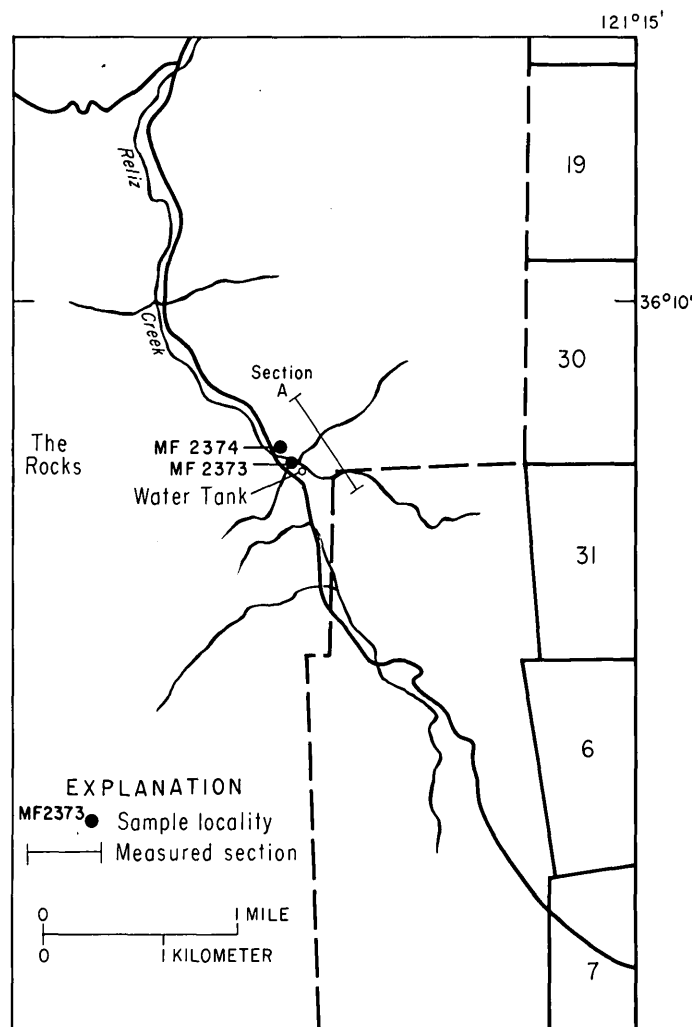 121°15'
Reliz
19
36°10'
Creek
30
Section
A
The
Rocks
MF 2374
MF 2373
Water Tank
31
6
EXPLANATION
MF2373
Sample locality
Measured section
0 1 MILE
0 1 KILOMETER
7